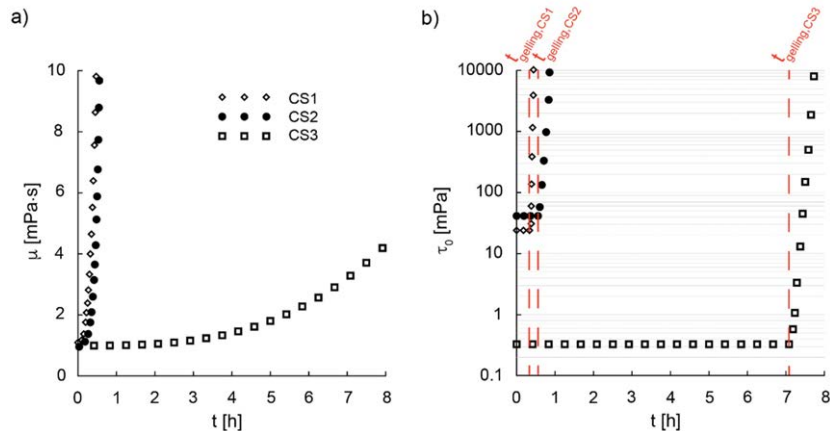 a)
10
8
6
4
2
0
μ [mPa·s]
0 1 2 3 4 5 6 7 8
t [h]
CS1
CS2
CS3
b)
t gelling,CS1
t gelling,CS2
t gelling,CS3
10000
1000
100
10
1
0.1
τ0 [mPa]
0 1 2 3 4 5 6 7 8
t [h]